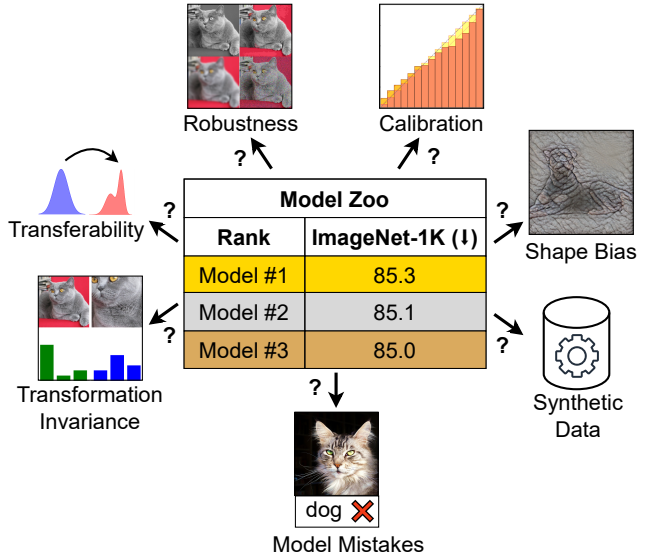 Robustness
Calibration
?
?
Transferability
?
Model Zoo
?
Shape Bias
Rank
ImageNet-1K (↓)
Model #1
85.3
Model #2
85.1
Model #3
85.0
?
?
Transformation
Invariance
Synthetic
Data
?
dog
Model Mistakes